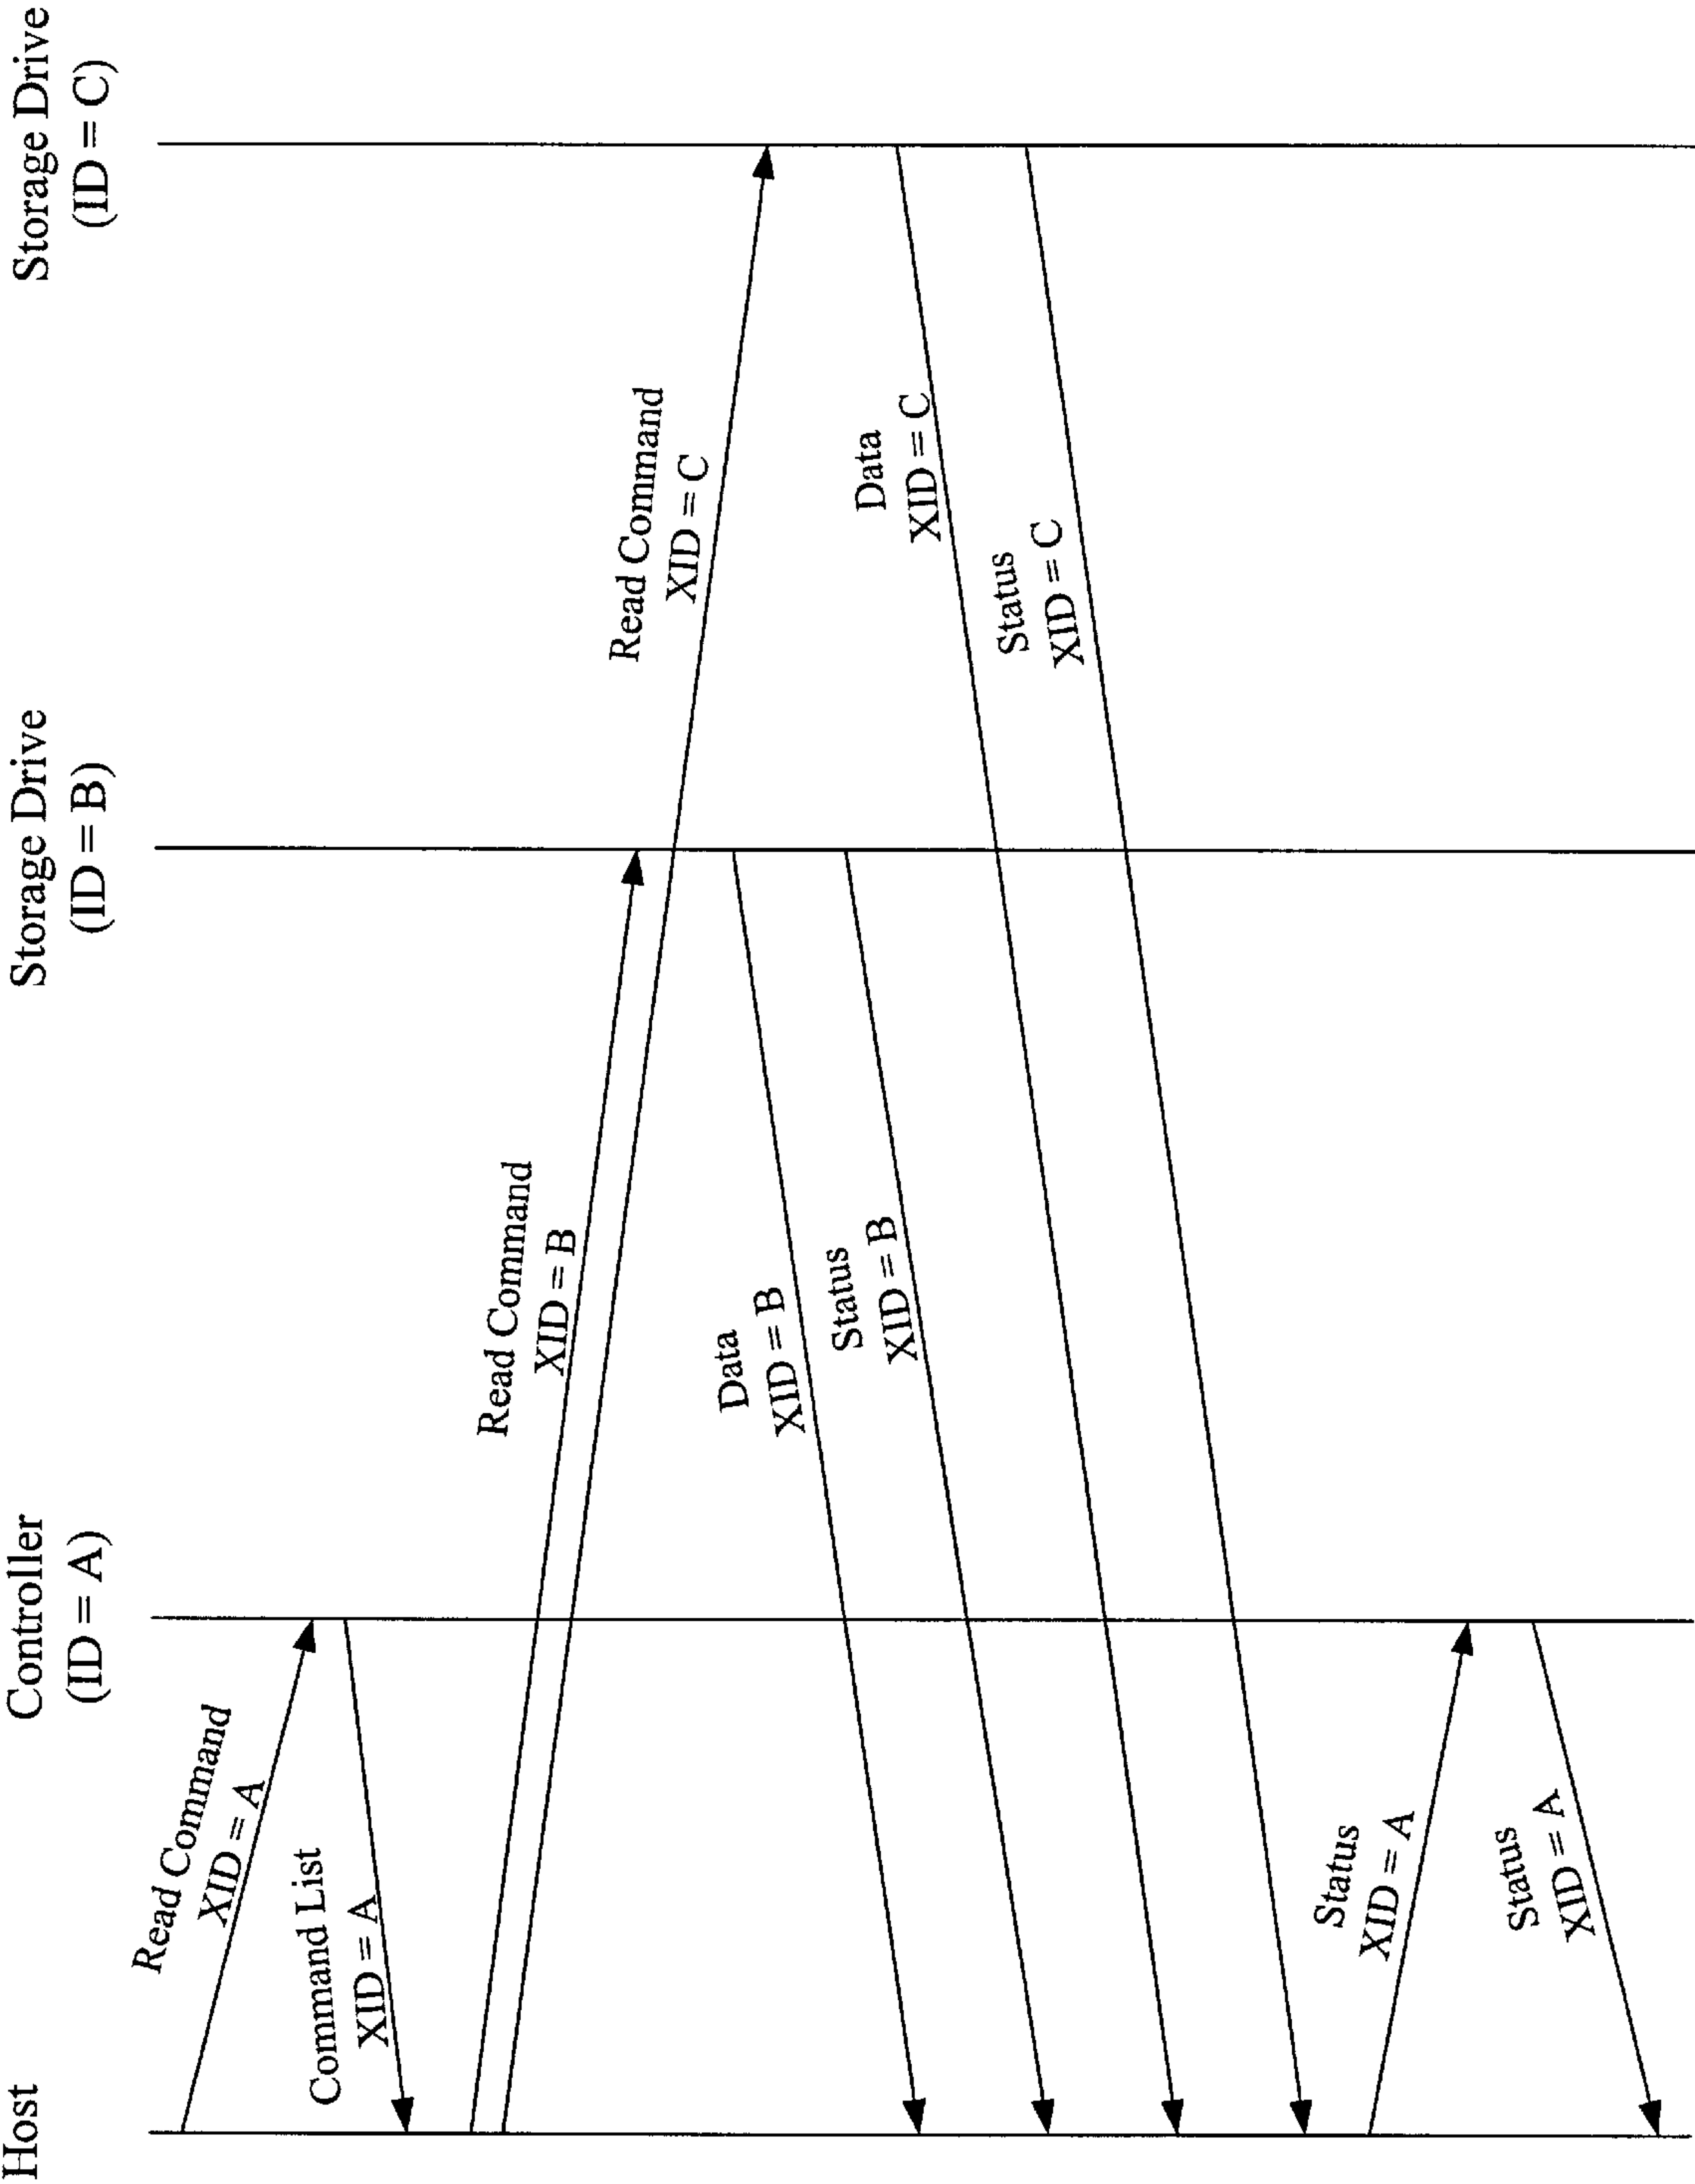 Host
Controller
(ID = A)
Storage Drive
(ID = B)
Storage Drive
(ID = C)
Read Command
XID = A
Command List
XID = A
Read Command
XID = B
Read Command
XID = C
Data
XID = B
Status
XID = B
Data
XID = C
Status
XID = C
Status
XID = A
Status
XID = A